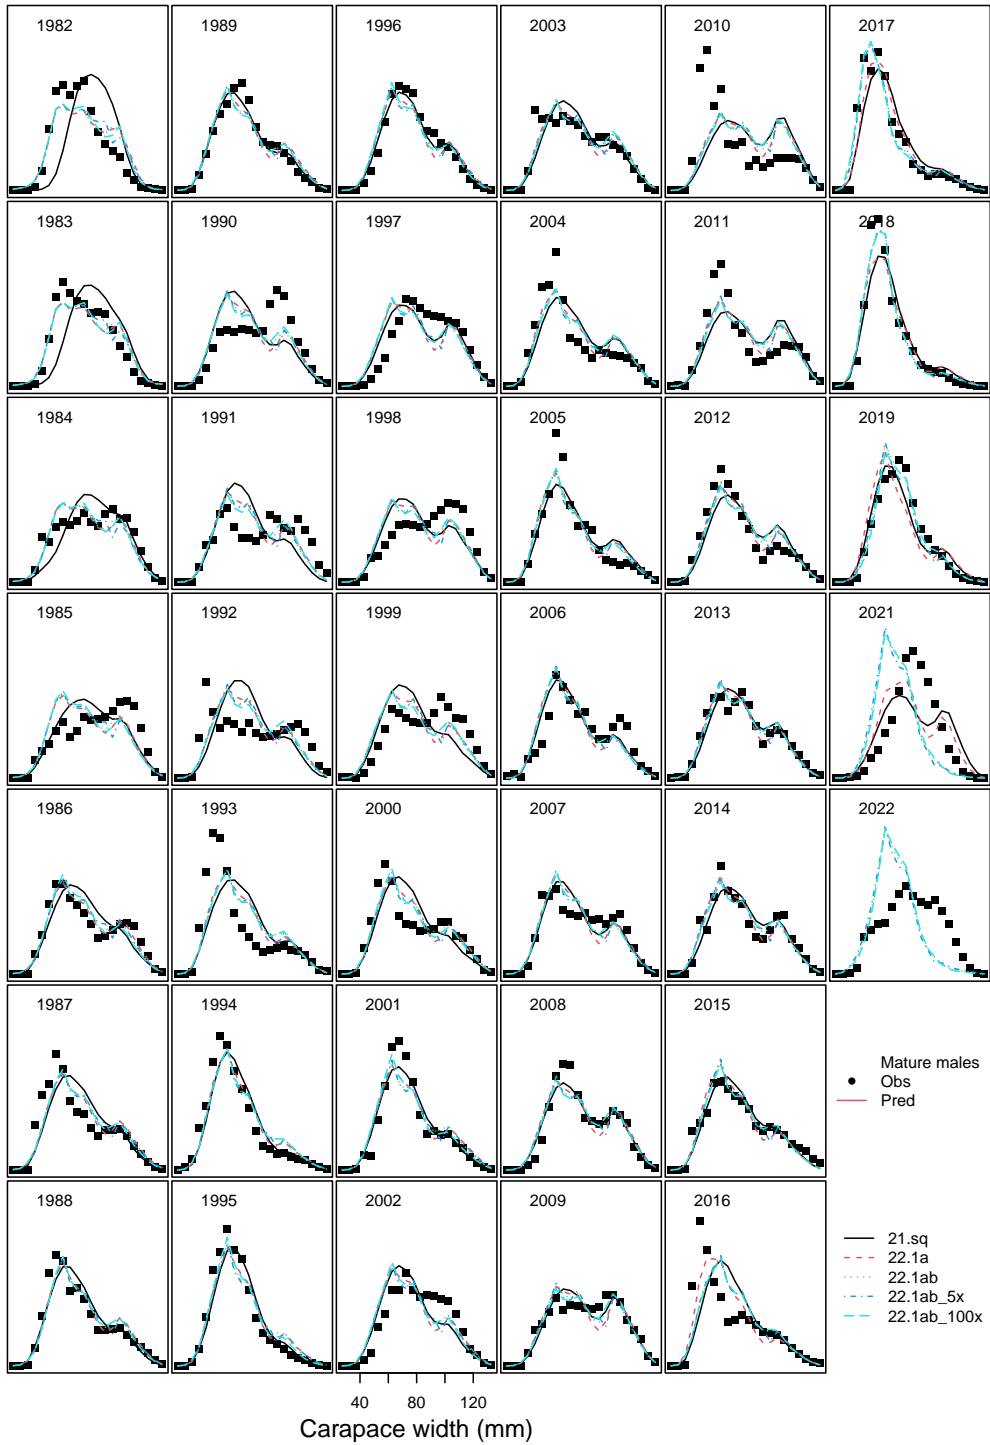 1982 1989 1996 2003 2010 2017
1983 1990 1997 2004 2011 2018
1984 1991 1998 2005 2012 2019
1985 1992 1999 2006 2013 2021
1986 1993 2000 2007 2014 2022
1987 1994 2001 2008 2015
Mature males
Obs
Pred
1988 1995 2002 2009 2016
21.sq
22.1a
22.1ab
22.1ab_5x
22.1ab_100x
40 80 120
Carapace width (mm)